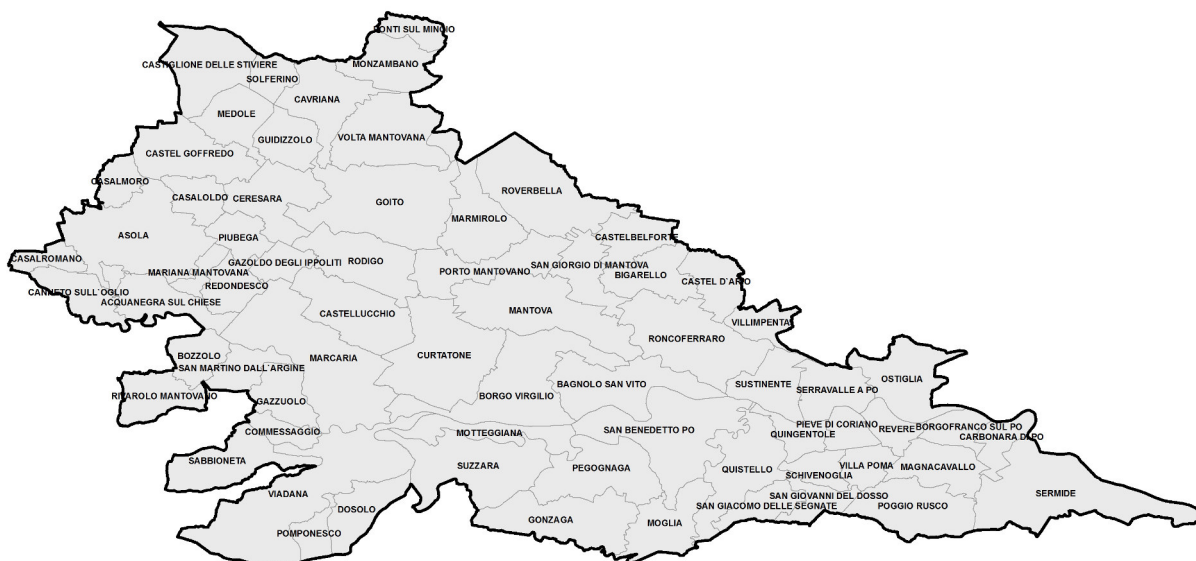 PONTI SUL MINCIO
CASTIGLIONE DELLE STIVIERE
MONZAMBANO
SOLFERINO
CAVRIANA
MEDOLE
GUIDIZZOLO
VOLTA MANTOVANA
CASTEL GOFFREDO
CASALMORO
ROVERBELLA
CASALOLDO
CERESARA
GOITO
MARMIROLO
ASOLA
PIUBEGA
CASTELBELFORTE
CASALROMANO
GAZOLDO DEGLI IPPOLITI
RODIGO
SAN GIORGIO DI MANTOVA
MARIANA MANTOVANA
PORTO MANTOVANO
BIGARELLO
REDONDESCO
CASTEL D`ARIO
CANNETO SULL`OGLIO
ACQUANEGRA SUL CHIESE
CASTELLUCCHIO
MANTOVA
VILLIMPENTA
RONCOFERRARO
BOZZOLO
MARCARIA
CURTATONE
SAN MARTINO DALL`ARGINE
OSTIGLIA
BAGNOLO SAN VITO
SUSTINENTE
SERRAVALLE A PO
RIVAROLO MANTOVANO
BORGO VIRGILIO
GAZZUOLO
PIEVE DI CORIANO
BORGOFRANCO SUL PO
SAN BENEDETTO PO
REVERE
COMMESSAGGIO
MOTTEGGIANA
QUINGENTOLE
CARBONARA DI PO
SABBIONETA
SUZZARA
PEGOGNAGA
QUISTELLO
VILLA POMA
MAGNACAVALLO
SCHIVENOGLIA
VIADANA
SERMIDE
SAN GIOVANNI DEL DOSSO
DOSOLO
SAN GIACOMO DELLE SEGNATE
POGGIO RUSCO
GONZAGA
MOGLIA
POMPONESCO